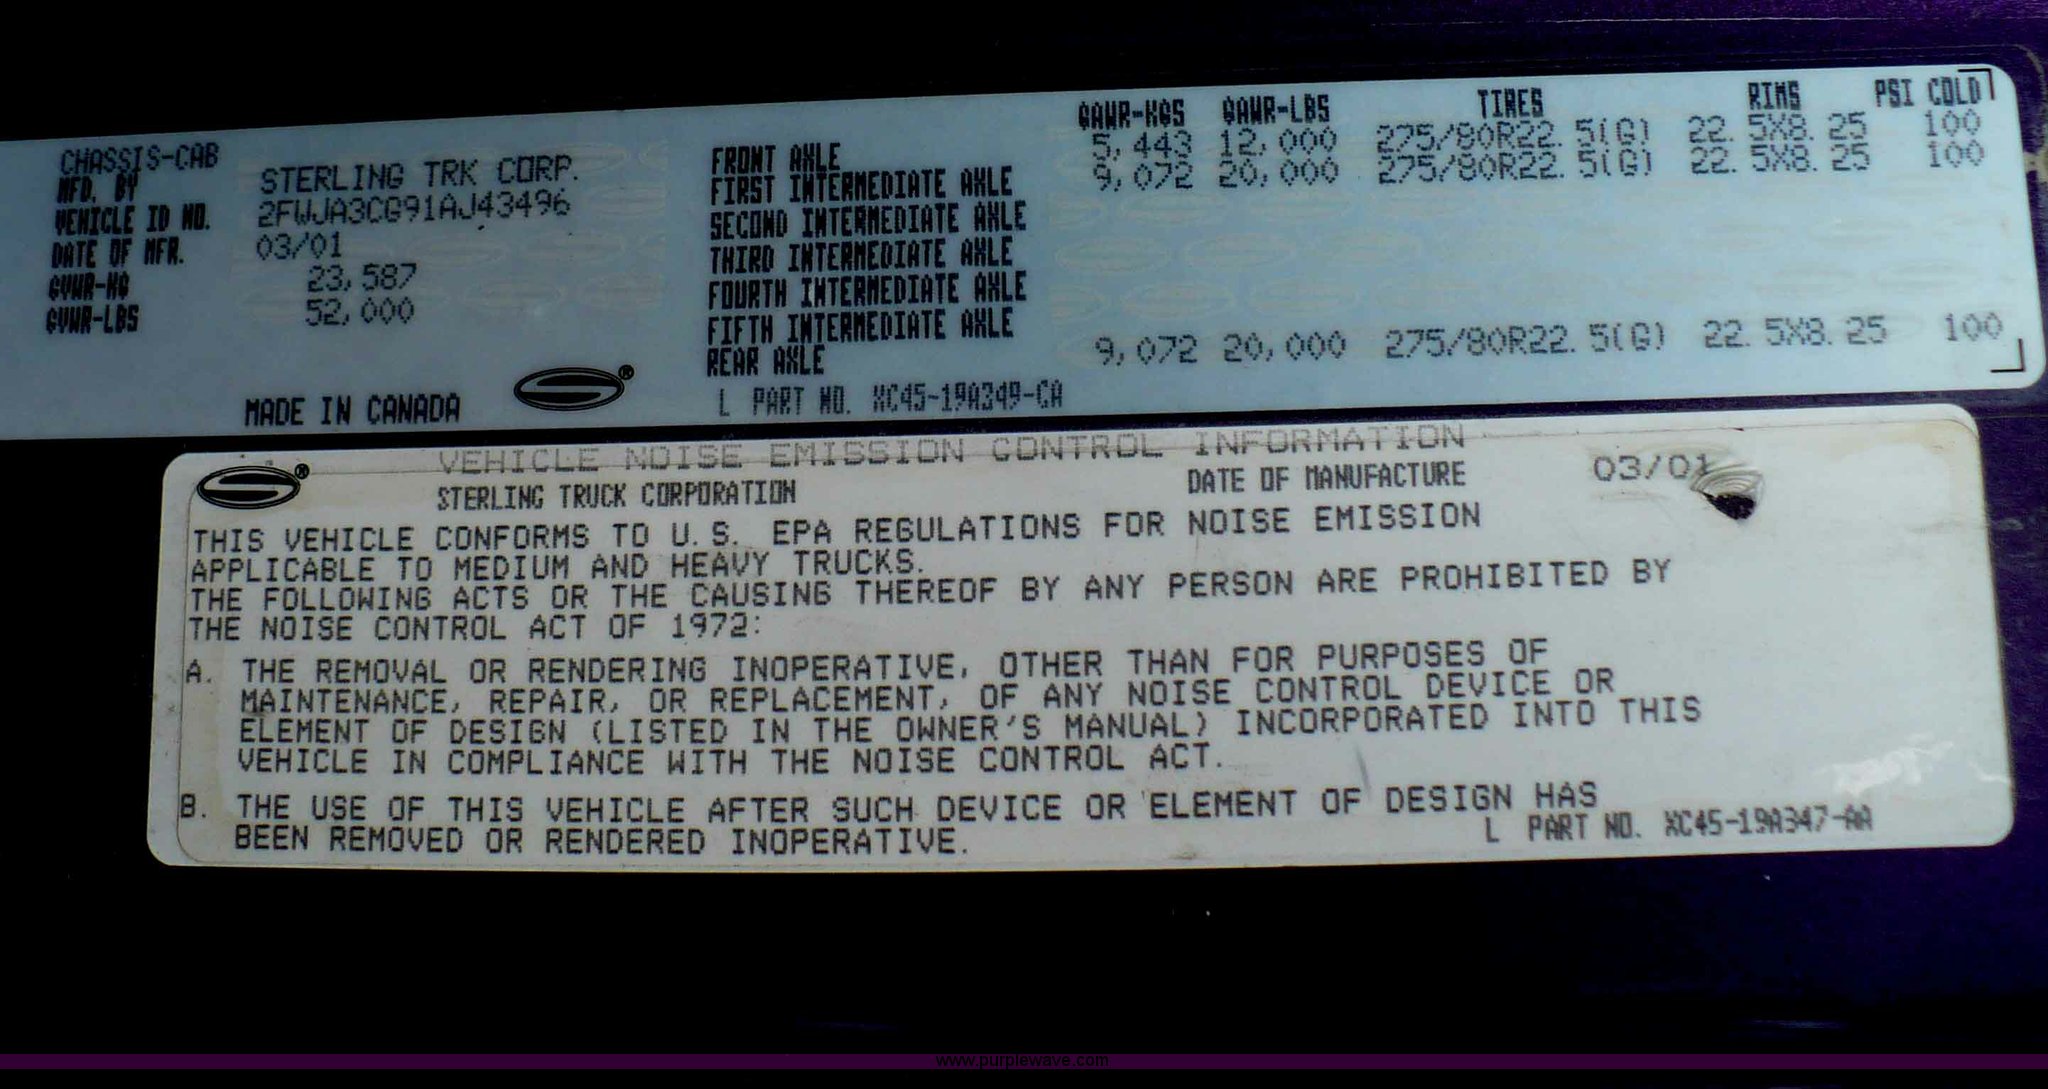 CHASSIS-CAB
MFD. BY STERLING TRK CORP.
VEHICLE ID NO. 2FWJA3CG91AJ43496
DATE OF MFR. 03/01
GVWR-KG 23,587
GVWR-LBS 52,000
MADE IN CANADA
GAWR-KGS GAWR-LBS TIRES RIMS PSI COLD
FRONT AXLE 5,443 12,000 275/80R22.5(G) 22.5X8.25 100
FIRST INTERMEDIATE AXLE 9,072 20,000 275/80R22.5(G) 22.5X8.25 100
SECOND INTERMEDIATE AXLE
THIRD INTERMEDIATE AXLE
FOURTH INTERMEDIATE AXLE
FIFTH INTERMEDIATE AXLE
REAR AXLE 9,072 20,000 275/80R22.5(G) 22.5X8.25 100
L PART NO. XC45-19A349-CA
®
VEHICLE NOISE EMISSION CONTROL INFORMATION
® STERLING TRUCK CORPORATION DATE OF MANUFACTURE 03/01
THIS VEHICLE CONFORMS TO U.S. EPA REGULATIONS FOR NOISE EMISSION
APPLICABLE TO MEDIUM AND HEAVY TRUCKS.
THE FOLLOWING ACTS OR THE CAUSING THEREOF BY ANY PERSON ARE PROHIBITED BY
THE NOISE CONTROL ACT OF 1972:
A. THE REMOVAL OR RENDERING INOPERATIVE, OTHER THAN FOR PURPOSES OF
MAINTENANCE, REPAIR, OR REPLACEMENT, OF ANY NOISE CONTROL DEVICE OR
ELEMENT OF DESIGN (LISTED IN THE OWNER'S MANUAL) INCORPORATED INTO THIS
VEHICLE IN COMPLIANCE WITH THE NOISE CONTROL ACT.
B. THE USE OF THIS VEHICLE AFTER SUCH DEVICE OR ELEMENT OF DESIGN HAS
BEEN REMOVED OR RENDERED INOPERATIVE.
L PART NO. XC45-19A347-AA
www.purplewave.com